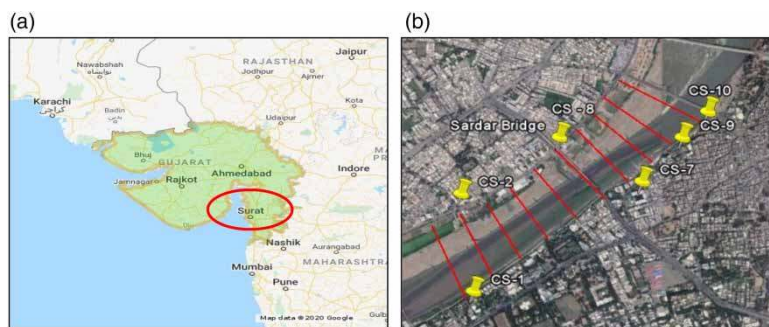 (a)
(b)
Jaipur
Nawabshah
نوابشاه
RAJASTHAN
Jodhpur
Ajmer
Karachi
كراچى
Badin
Kota
Udaipur
Bhuj
GUJARAT
Ahmedabad
Jamnagar
Rajkot
Indore
Surat
Nashik
Aurangabad
MAHARASHTRA
Mumbai
Pune
Map data ©2020 Google
CS - 8
CS-10
Sardar Bridge
CS-9
CS-2
CS-7
CS-1